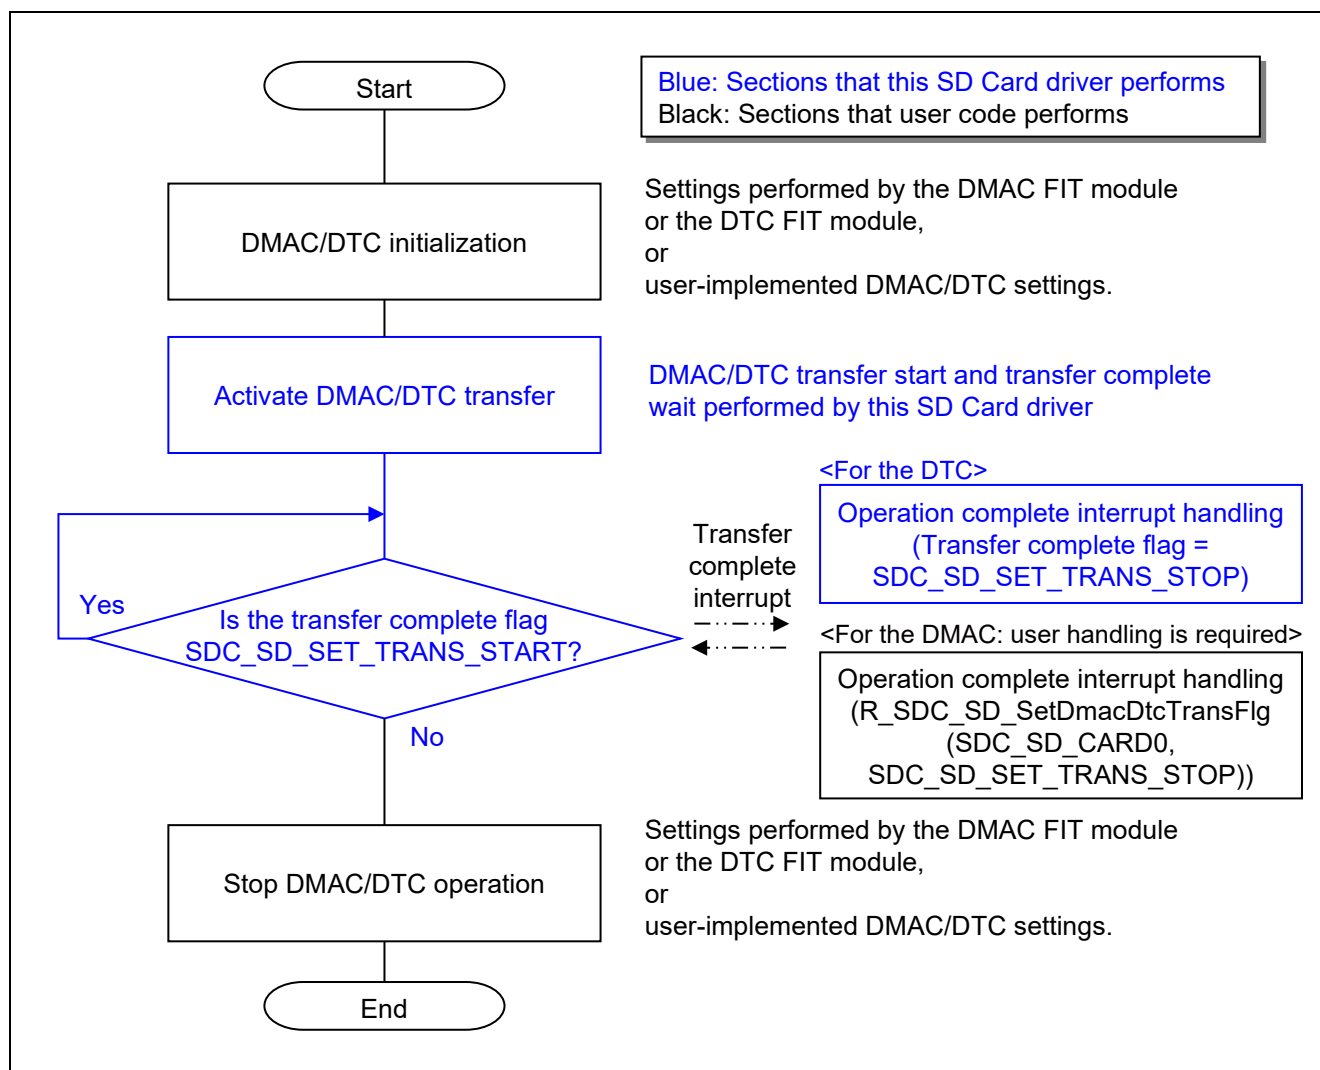 Start
Blue: Sections that this SD Card driver performs
Black: Sections that user code performs
DMAC/DTC initialization
Settings performed by the DMAC FIT module
or the DTC FIT module,
or
user-implemented DMAC/DTC settings.
Activate DMAC/DTC transfer
DMAC/DTC transfer start and transfer complete
wait performed by this SD Card driver
<For the DTC>
Operation complete interrupt handling
(Transfer complete flag =
SDC_SD_SET_TRANS_STOP)
Transfer
complete
interrupt
Yes
Is the transfer complete flag
SDC_SD_SET_TRANS_START?
<For the DMAC: user handling is required>
Operation complete interrupt handling
(R_SDC_SD_SetDmacDtcTransFlg
(SDC_SD_CARD0,
SDC_SD_SET_TRANS_STOP))
No
Stop DMAC/DTC operation
Settings performed by the DMAC FIT module
or the DTC FIT module,
or
user-implemented DMAC/DTC settings.
End